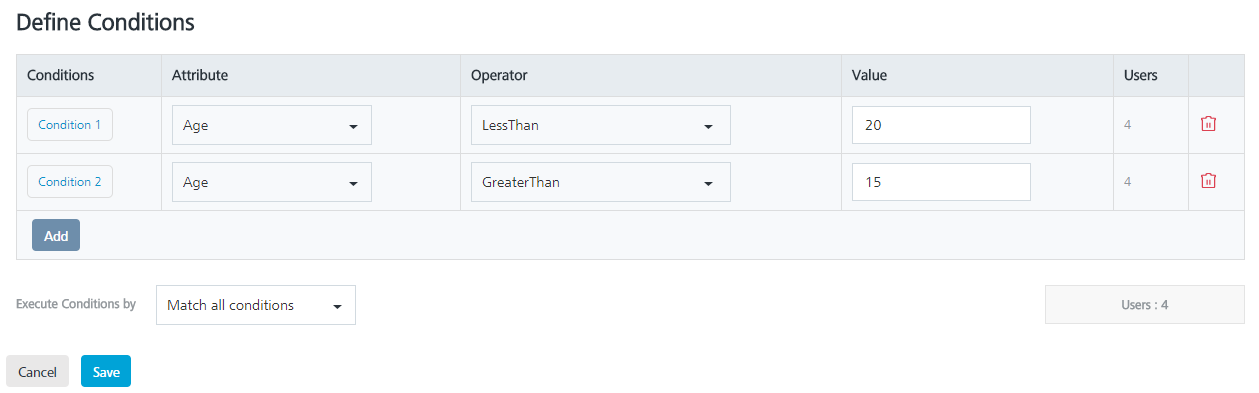 Define Conditions
Conditions Attribute Operator Value Users
Condition 1 Age LessThan 20 4
Condition 2 Age GreaterThan 15 4
Add
Execute Conditions by Match all conditions Users : 4
Cancel Save